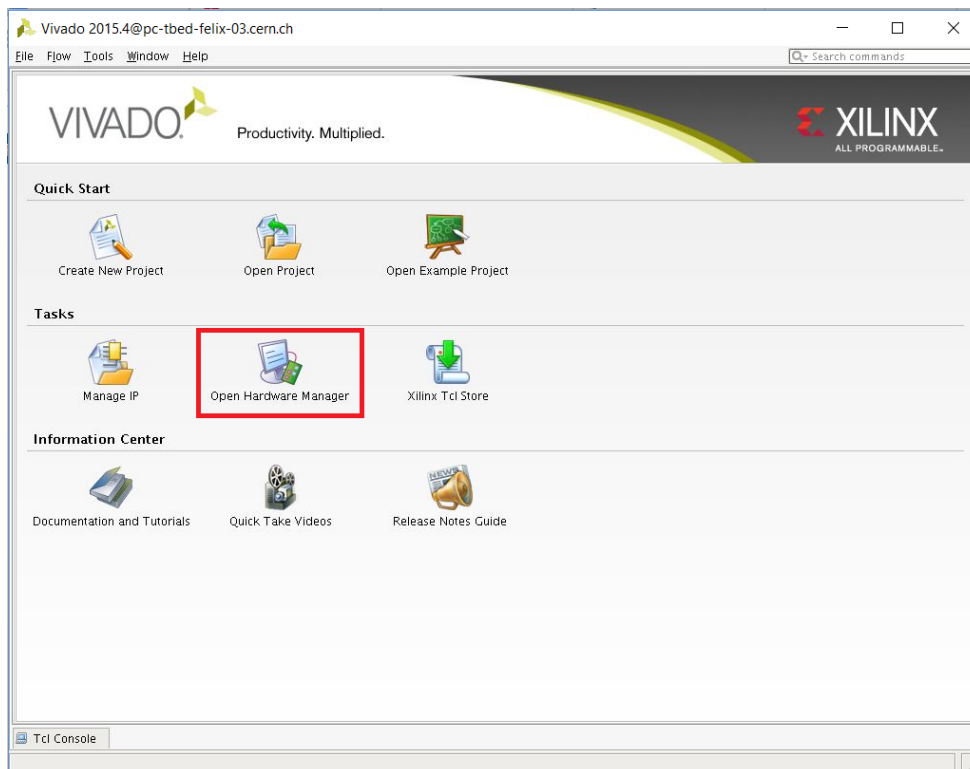 Vivado 2015.4@pc-tbed-felix-03.cern.ch
File Flow Tools Window Help
Search commands
VIVADO.
Productivity. Multiplied.
XILINX
ALL PROGRAMMABLE™
Quick Start
Create New Project
Open Project
Open Example Project
Tasks
Manage IP
Open Hardware Manager
Xilinx Tcl Store
Information Center
NEWS
Documentation and Tutorials
Quick Take Videos
Release Notes Guide
Tcl Console